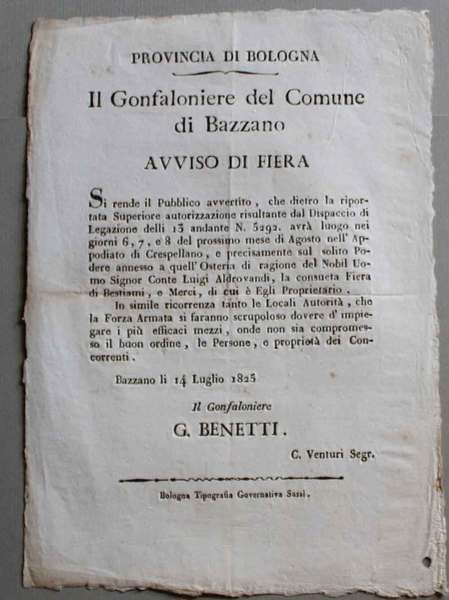 PROVINCIA DI BOLOGNA
Il Gonfaloniere del Comune
di Bazzano
AVVISO DI FIERA
Si rende il Pubblico avvertito, che dietro la ripor-
tata Superiore autorizzazione risultante dal Dispaccio di
Legazione delli 13 andante N. 5292. avrà luogo nei
giorni 6, 7, e 8 del prossimo mese di Agosto nell' Ap-
podiato di Crespellano, e precisamente sul solito Po-
dere annesso a quell'Osteria di ragione del Nobil Uo-
mo Signor Conte Luigi Aldrovandi, la consueta Fiera
di Bestiami, e Merci, di cui è Egli Proprietario.
In simile ricorrenza tanto le Locali Autorità, che
la Forza Armata si faranno scrupoloso dovere d' impie-
gare i più efficaci mezzi, onde non sia compromes-
so il buon ordine, le Persone, e proprietà dei Con-
correnti.
Bazzano li 14 Luglio 1825
Il Gonfaloniere
G. BENETTI.
C. Venturi Segr.
Bologna Tipografia Governativa Sassi.